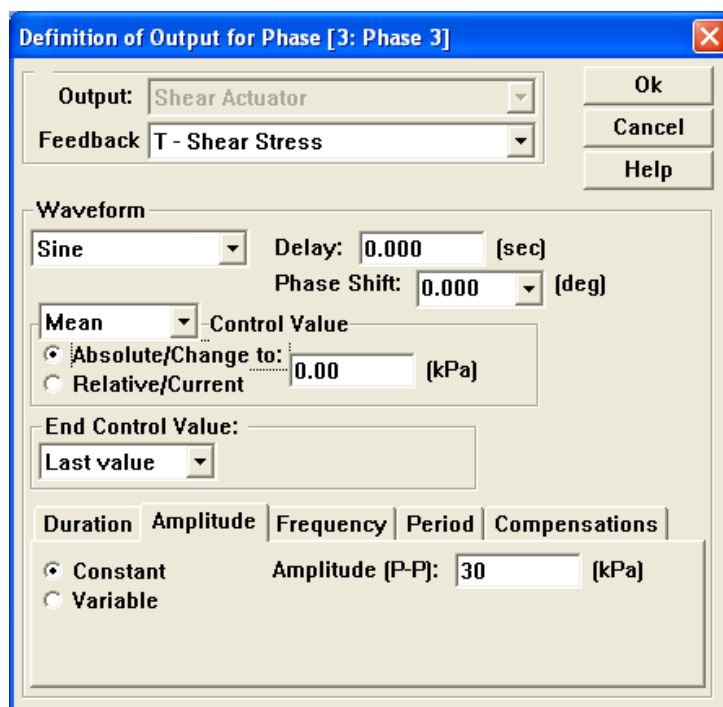 Definition of Output for Phase [3: Phase 3]
Output: Shear Actuator
Ok
Feedback T - Shear Stress
Cancel
Help
Waveform
Sine Delay: 0.000 (sec)
Phase Shift: 0.000 (deg)
Mean Control Value
Absolute/Change to: 0.00 (kPa)
Relative/Current
End Control Value:
Last value
Duration Amplitude Frequency Period Compensations
Constant Amplitude (P-P): 30 (kPa)
Variable